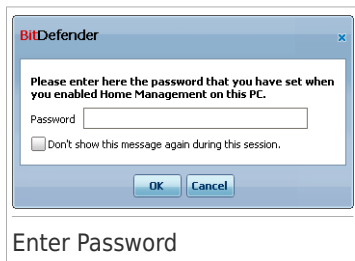 BitDefender
Please enter here the password that you have set when
you enabled Home Management on this PC.
Password
Don't show this message again during this session.
OK Cancel
Enter Password